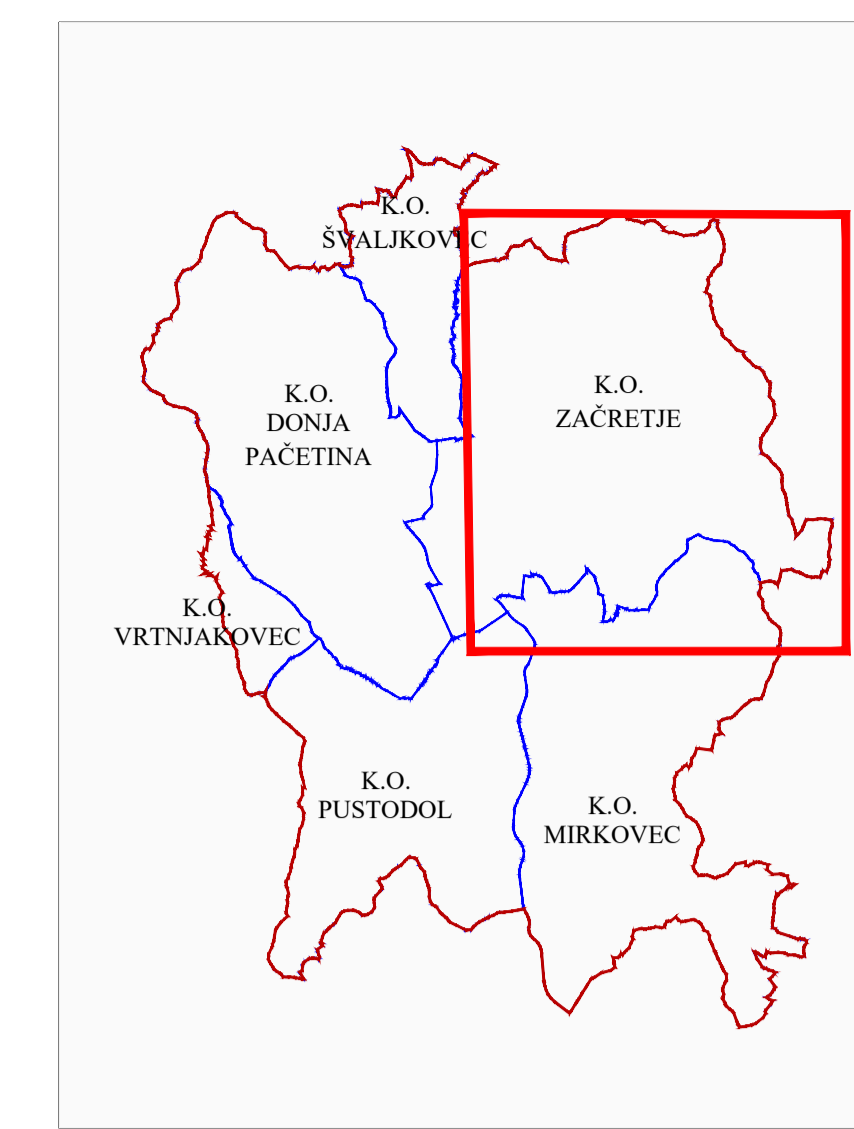 K.O.
ŠVALJKOVEC
K.O.
ZAČRETJE
K.O.
DONJA
PAČETINA
K.O.
VRTNJAKOVEC
K.O.
PUSTODOL
K.O.
MIRKOVEC